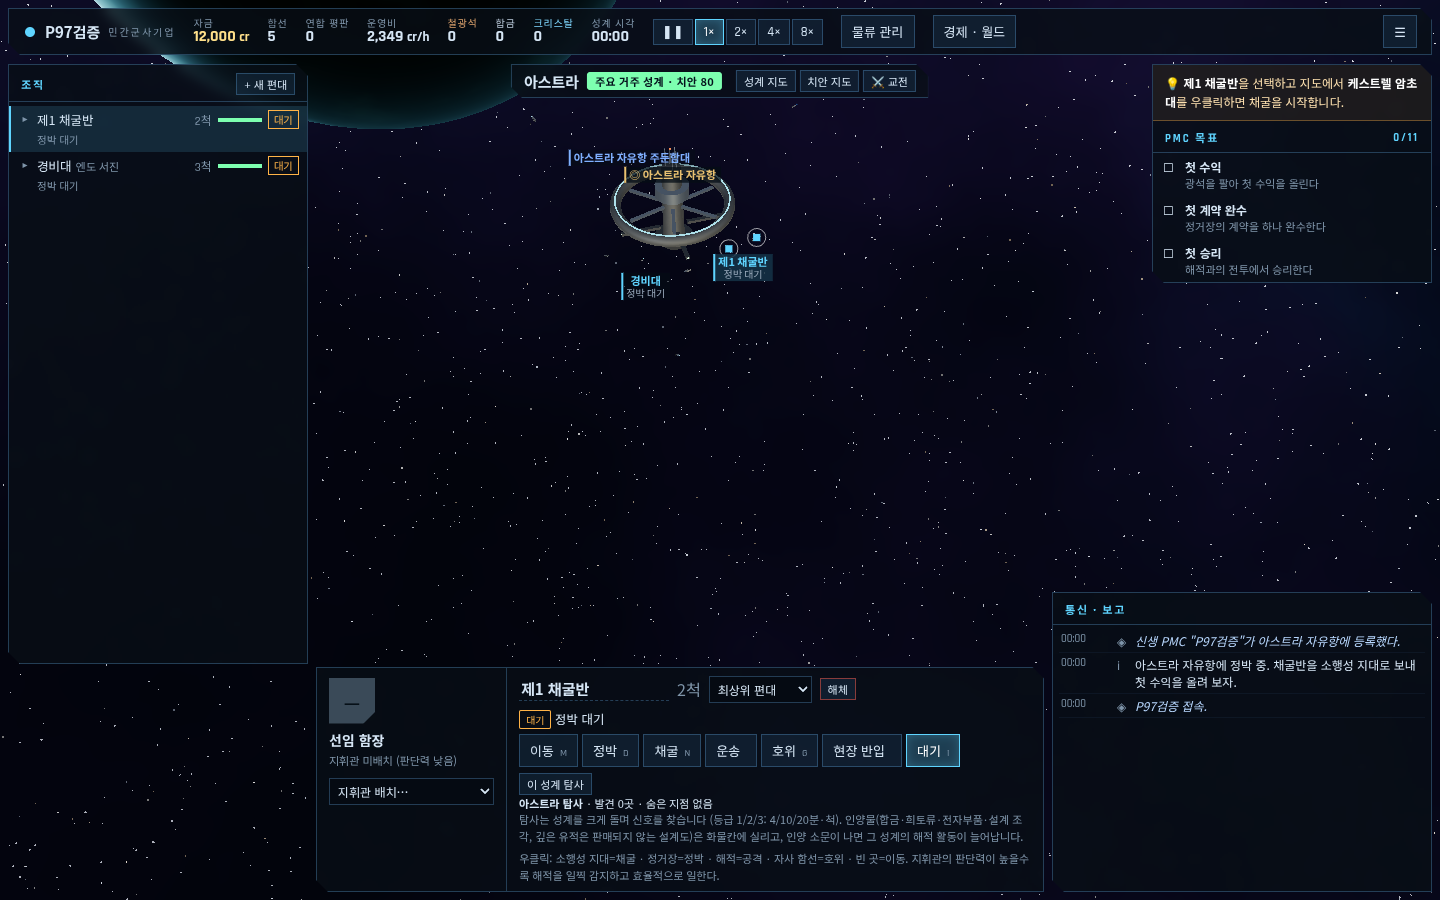 P97검증 민간군사기업
자금 12,000 cr
함선 5
연합 평판 0
운영비 2,349 cr/h
철광석 0
합금 0
크리스탈 0
성계 시각 00:00
❚❚ 1× 2× 4× 8×
물류 관리
경제 · 월드
☰
조직
+ 새 편대
▸ 제1 채굴반 2척 대기
정박 대기
▸ 경비대 엔도 서진 3척 대기
정박 대기
아스트라 주요 거주 성계 · 치안 80 성계 지도 치안 지도 ⚔ 교전
아스트라 자유항 주둔함대
◎ 아스트라 자유항
제1 채굴반
정박 대기
경비대
정박 대기
💡 제1 채굴반을 선택하고 지도에서 케스트렐 암초
대를 우클릭하면 채굴을 시작합니다.
PMC 목표 0/11
☐ 첫 수익
광석을 팔아 첫 수익을 올린다
☐ 첫 계약 완수
정거장의 계약을 하나 완수한다
☐ 첫 승리
해적과의 전투에서 승리한다
통신 · 보고
00:00 ◈ 신생 PMC "P97검증"가 아스트라 자유항에 등록했다.
00:00 i 아스트라 자유항에 정박 중. 채굴반을 소행성 지대로 보내
첫 수익을 올려 보자.
00:00 ◈ P97검증 접속.
—
선임 함장
지휘관 미배치 (판단력 낮음)
지휘관 배치…
제1 채굴반 2척 최상위 편대 해체
대기 정박 대기
이동 M 정박 D 채굴 N 운송 호위 G 현장 반입 대기 I
이 성계 탐사
아스트라 탐사 · 발견 0곳 · 숨은 지점 없음
탐사는 성계를 크게 돌며 신호를 찾습니다 (등급 1/2/3: 4/10/20분·척). 인양물(합금·희토류·전자부품·설계 조
각, 깊은 유적은 판매되지 않는 설계도)은 화물칸에 실리고, 인양 소문이 나면 그 성계의 해적 활동이 늘어납니다.
우클릭: 소행성 지대=채굴 · 정거장=정박 · 해적=공격 · 자사 함선=호위 · 빈 곳=이동. 지휘관의 판단력이 높을수
록 해적을 일찍 감지하고 효율적으로 일한다.